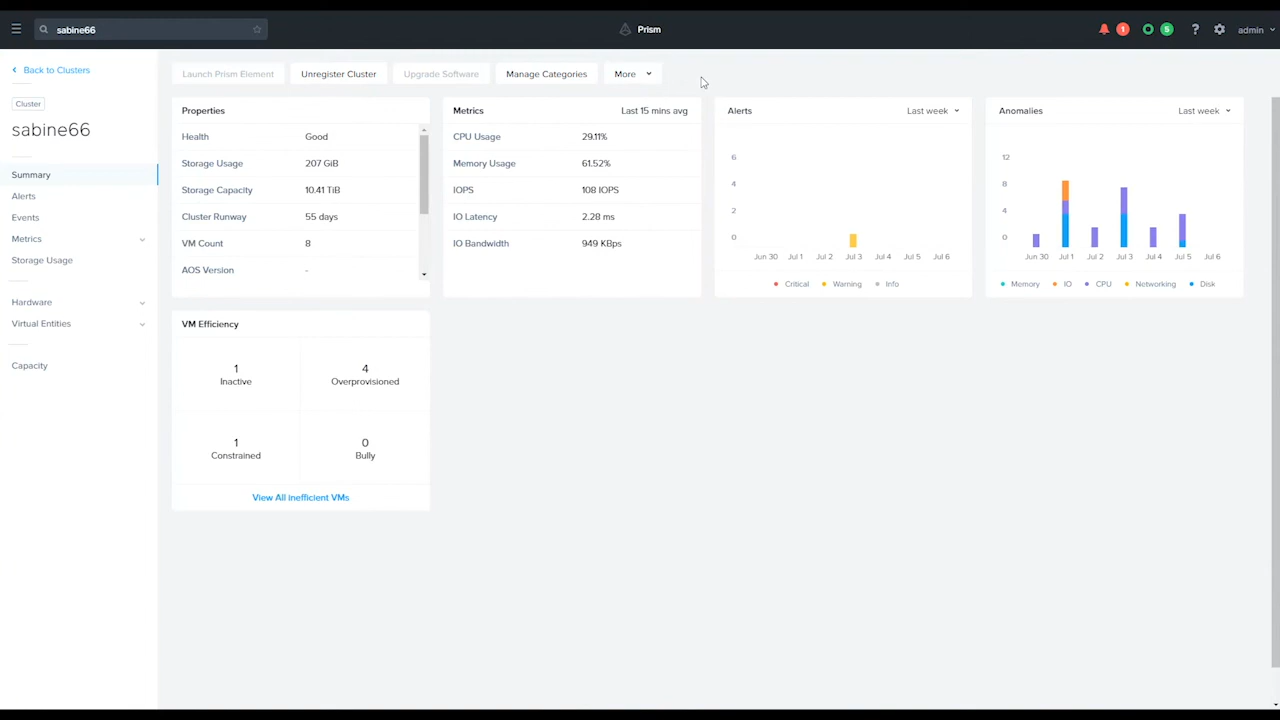 sabine66
Prism
1
5
?
admin
Back to Clusters
Cluster
sabine66
Summary
Alerts
Events
Metrics
Storage Usage
Hardware
Virtual Entities
Capacity
Launch Prism Element
Unregister Cluster
Upgrade Software
Manage Categories
More
Properties
Health Good
Storage Usage 207 GiB
Storage Capacity 10.41 TiB
Cluster Runway 55 days
VM Count 8
AOS Version -
Metrics Last 15 mins avg
CPU Usage 29.11%
Memory Usage 61.52%
IOPS 108 IOPS
IO Latency 2.28 ms
IO Bandwidth 949 KBps
Alerts Last week
6
4
2
0
Jun 30 Jul 1 Jul 2 Jul 3 Jul 4 Jul 5 Jul 6
Critical Warning Info
Anomalies Last week
12
8
4
0
Jun 30 Jul 1 Jul 2 Jul 3 Jul 4 Jul 5 Jul 6
Memory IO CPU Networking Disk
VM Efficiency
1
Inactive
4
Overprovisioned
1
Constrained
0
Bully
View All inefficient VMs